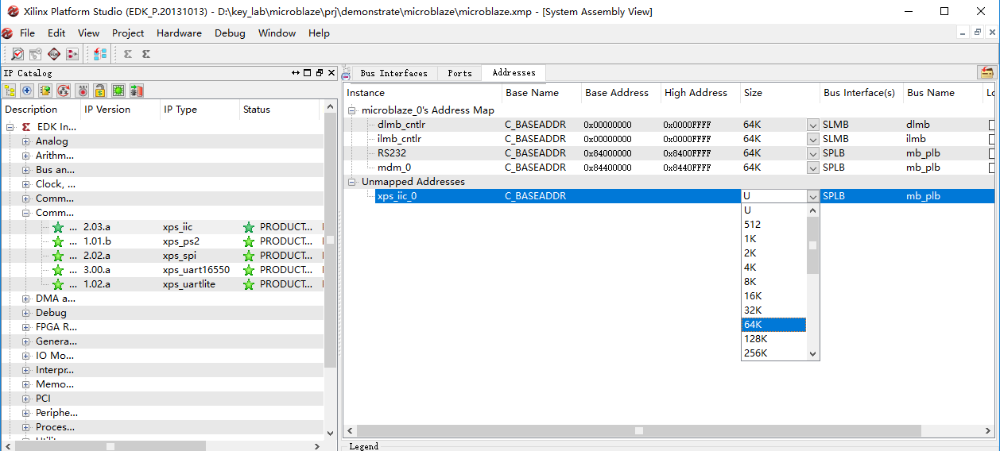 Xilinx Platform Studio (EDK_P.20131013) - D:\key_lab\microblaze\prj\demonstrate\microblaze\microblaze.xmp - [System Assembly View]
File Edit View Project Hardware Debug Window Help
IP Catalog
Description IP Version IP Type Status
EDK In...
Analog
Arithm...
Bus an...
Clock, ...
Comm...
Comm...
... 2.03.a xps_iic PRODUCT...
... 1.01.b xps_ps2 PRODUCT...
... 2.02.a xps_spi PRODUCT...
... 3.00.a xps_uart16550 PRODUCT...
... 1.02.a xps_uartlite PRODUCT...
DMA a...
Debug
FPGA R...
Genera...
IO Mo...
Interpr...
Memo...
PCI
Periphe...
Proces...
Bus Interfaces Ports Addresses
Instance Base Name Base Address High Address Size Bus Interface(s) Bus Name Lo
microblaze_0's Address Map
dlmb_cntlr C_BASEADDR 0x00000000 0x0000FFFF 64K SLMB dlmb
ilmb_cntlr C_BASEADDR 0x00000000 0x0000FFFF 64K SLMB ilmb
RS232 C_BASEADDR 0x84000000 0x8400FFFF 64K SPLB mb_plb
mdm_0 C_BASEADDR 0x84400000 0x8440FFFF 64K SPLB mb_plb
Unmapped Addresses
xps_iic_0 C_BASEADDR U SPLB mb_plb
U
512
1K
2K
4K
8K
16K
32K
64K
128K
256K
Legend